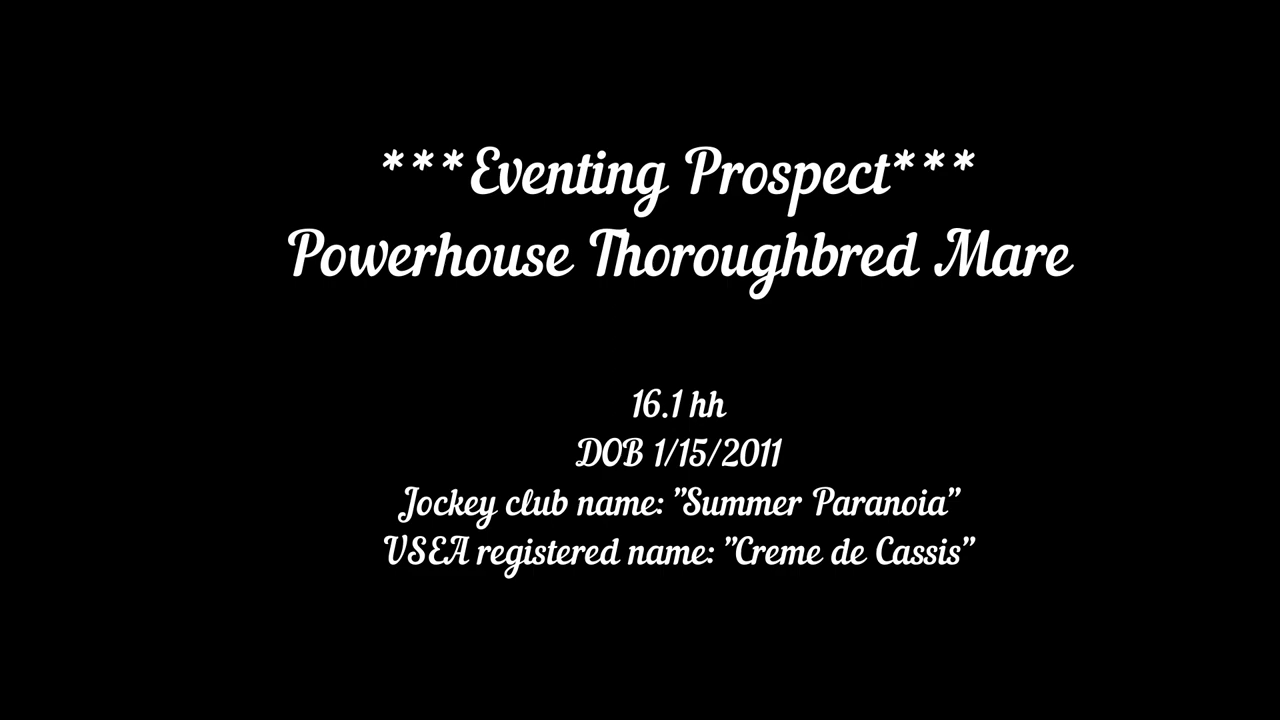 ***Eventing Prospect***
Powerhouse Thoroughbred Mare
16.1 hh
DOB 1/15/2011
Jockey club name: "Summer Paranoia"
USEA registered name: "Creme de Cassis"